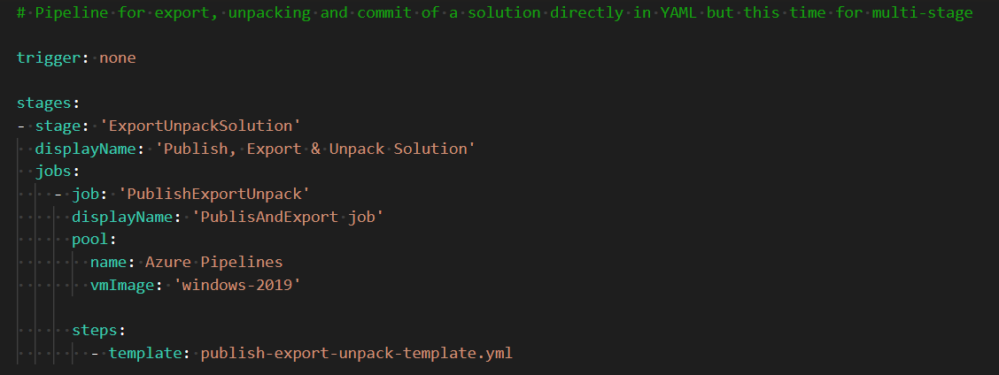 # Pipeline for export, unpacking and commit of a solution directly in YAML but this time for multi-stage
trigger: none
stages:
- stage: 'ExportUnpackSolution'
displayName: 'Publish, Export & Unpack Solution'
jobs:
- job: 'PublishExportUnpack'
displayName: 'PublisAndExport job'
pool:
name: Azure Pipelines
vmImage: 'windows-2019'
steps:
- template: publish-export-unpack-template.yml